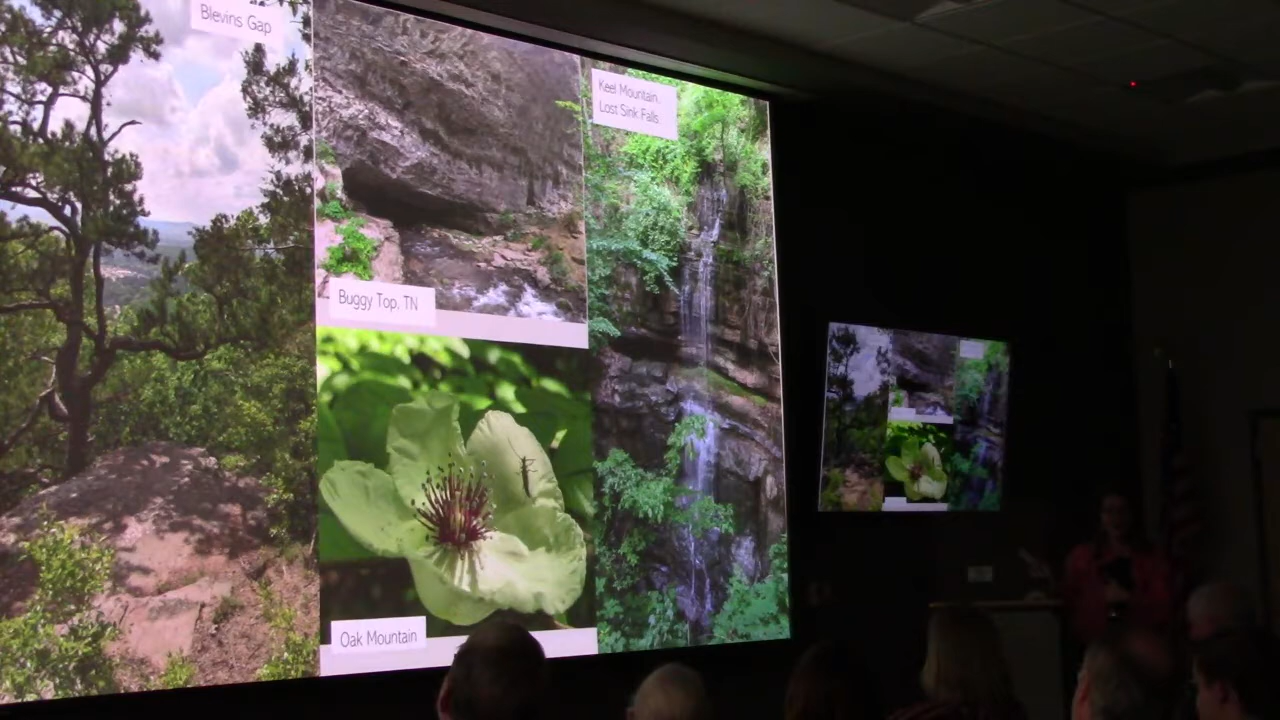 Blevins Gap
Buggy Top, TN
Keel Mountain,
Lost Sink Falls
Oak Mountain